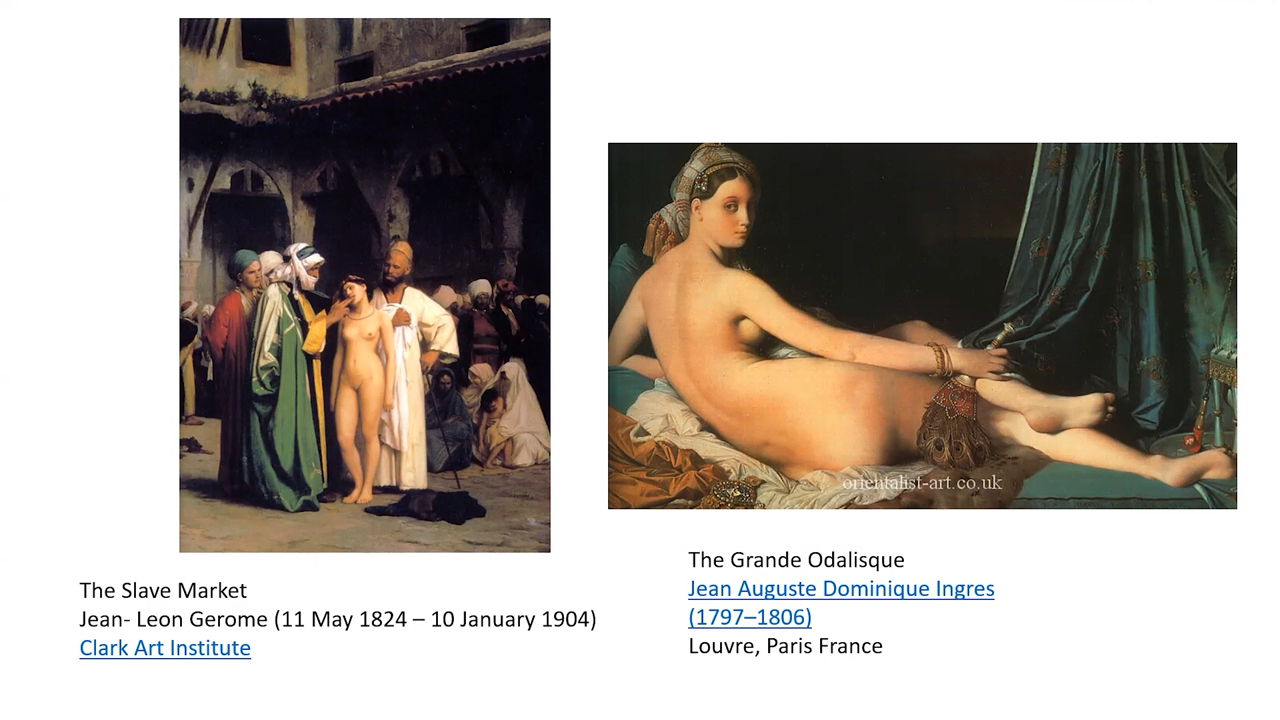 orientalist-art.co.uk
The Slave Market
Jean- Leon Gerome (11 May 1824 – 10 January 1904)
Clark Art Institute
The Grande Odalisque
Jean Auguste Dominique Ingres
(1797–1806)
Louvre, Paris France